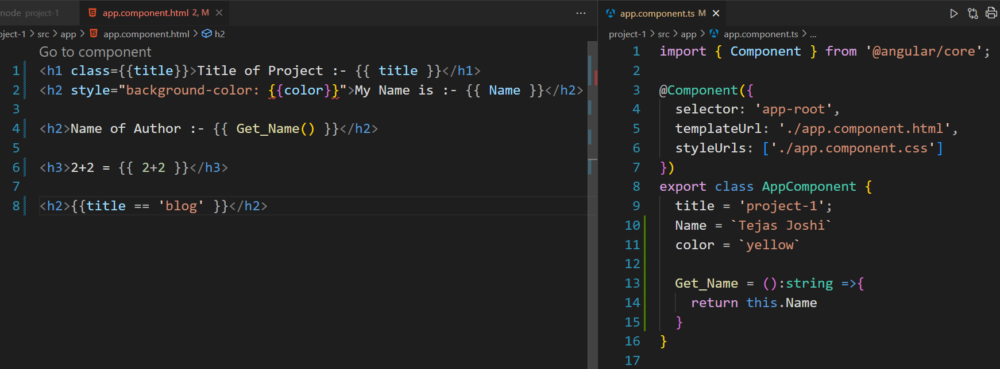 node project-1
app.component.html 2, M
oject-1 > src > app > app.component.html > h2
Go to component
1 <h1 class={{title}}>Title of Project :- {{ title }}</h1>
2 <h2 style="background-color: {{color}}">My Name is :- {{ Name }}</h2>
3
4 <h2>Name of Author :- {{ Get_Name() }}</h2>
5
6 <h3>2+2 = {{ 2+2 }}</h3>
7
8 <h2>{{title == 'blog' }}</h2>
app.component.ts M
project-1 > src > app > app.component.ts > ...
1 import { Component } from '@angular/core';
2
3 @Component({
4 selector: 'app-root',
5 templateUrl: './app.component.html',
6 styleUrls: ['./app.component.css']
7 })
8 export class AppComponent {
9 title = 'project-1';
10 Name = `Tejas Joshi`
11 color = `yellow`
12
13 Get_Name = ():string =>{
14 return this.Name
15 }
16 }
17